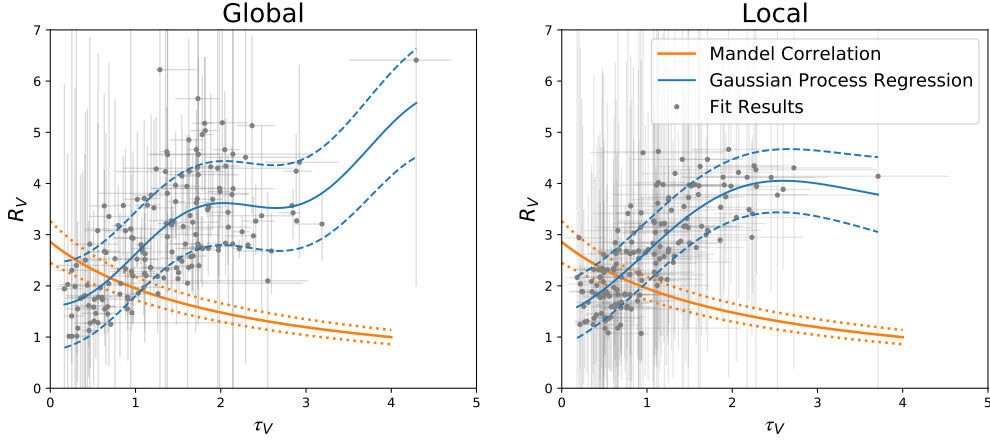 Global
7
6
5
4
3
2
1
0
R_V
0 1 2 3 4 5
τ_V
Local
7
6
5
4
3
2
1
0
R_V
0 1 2 3 4 5
τ_V
Mandel Correlation
Gaussian Process Regression
Fit Results